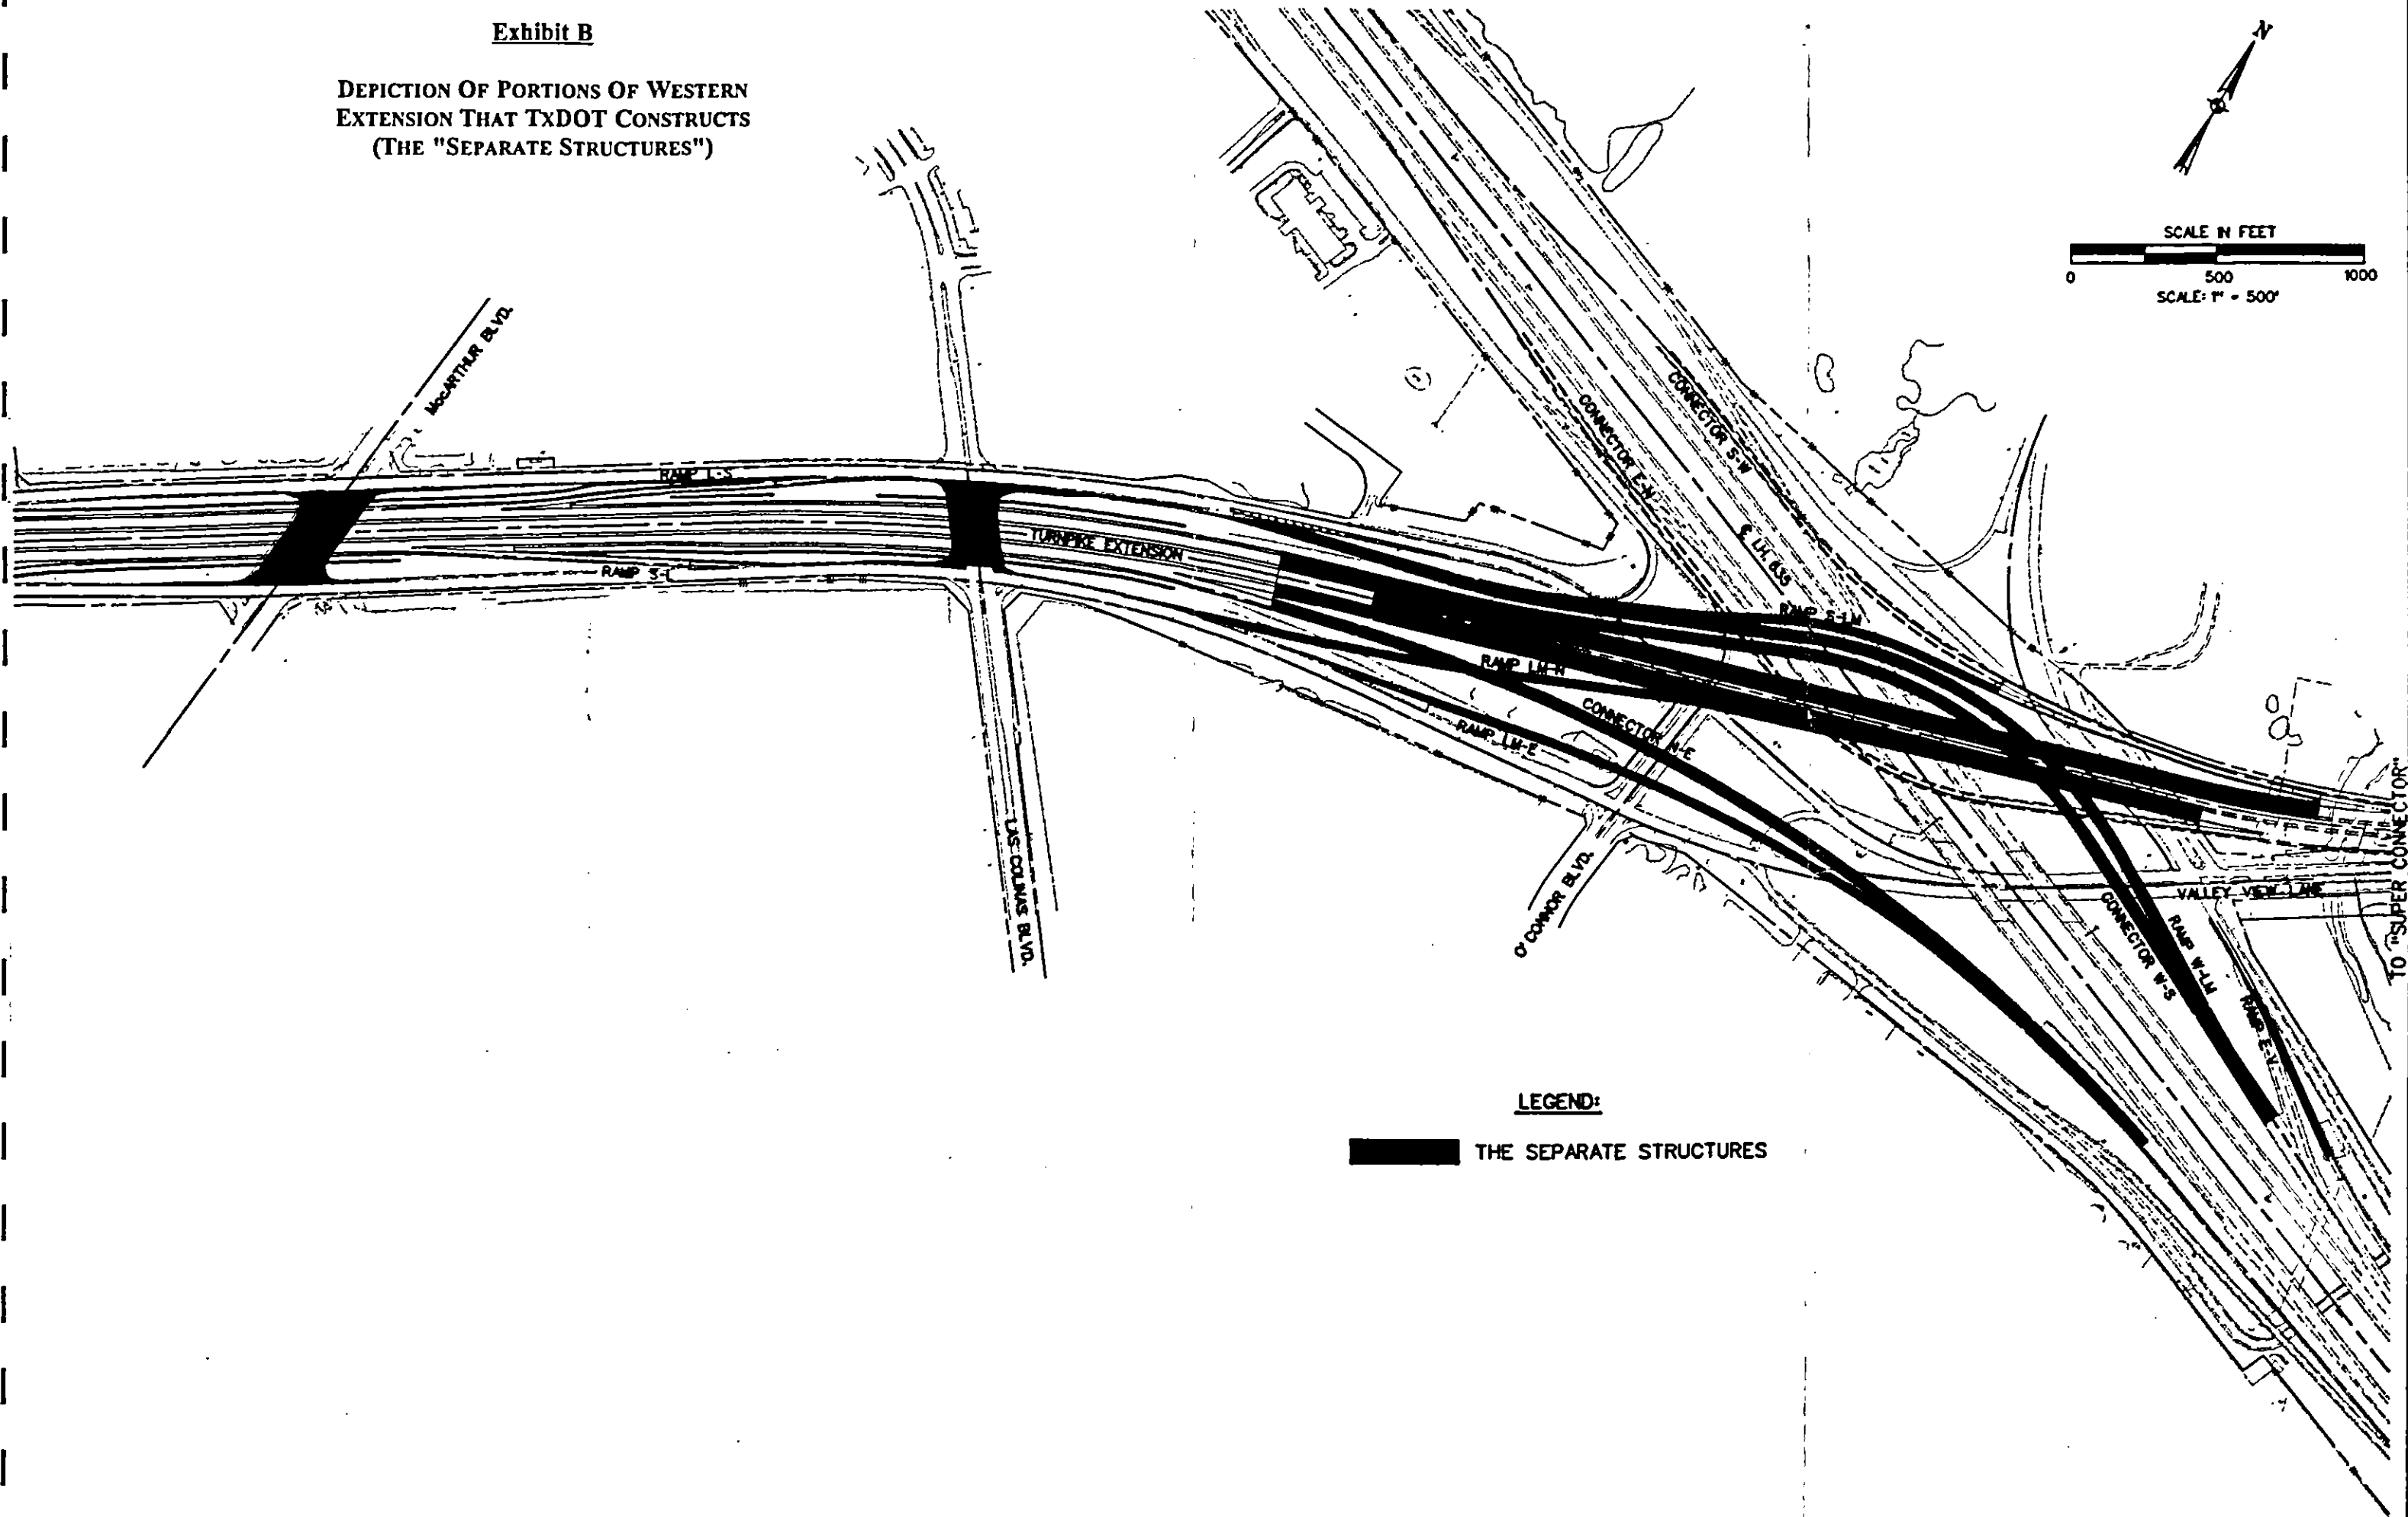 Exhibit B
DEPICTION OF PORTIONS OF WESTERN
EXTENSION THAT TXDOT CONSTRUCTS
(THE "SEPARATE STRUCTURES")
N
SCALE IN FEET
0 500 1000
SCALE: 1" = 500'
MacARTHUR BLVD.
RAMP L-S
RAMP S-L
TURNPIKE EXTENSION
LAS COLINAS BLVD.
CONNECTOR E-N
CONNECTOR S-W
℄ I.H. 635
RAMP S-LM
RAMP LM-N
CONNECTOR N-E
RAMP LM-E
O'CONNOR BLVD.
VALLEY VIEW LANE
CONNECTOR W-S
RAMP W-LM
RAMP E-V
TO "SUPER CONNECTOR"
LEGEND:
THE SEPARATE STRUCTURES